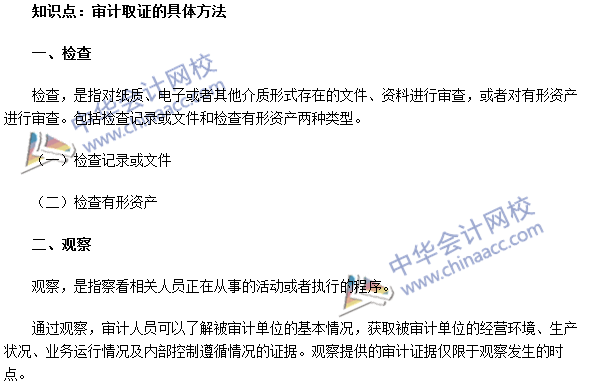 知识点：审计取证的具体方法
一、检查
检查，是指对纸质、电子或者其他介质形式存在的文件、资料进行审查，或者对有形资产
进行审查。包括检查记录或文件和检查有形资产两种类型。
中华会计网校
www.chinaacc.com
（一）检查记录或文件
（二）检查有形资产
二、观察
中华会计网校
www.chinaacc.com
观察，是指察看相关人员正在从事的活动或者执行的程序。
通过观察，审计人员可以了解被审计单位的基本情况，获取被审计单位的经营环境、生产
状况、业务运行情况及内部控制遵循情况的证据。观察提供的审计证据仅限于观察发生的时
点。